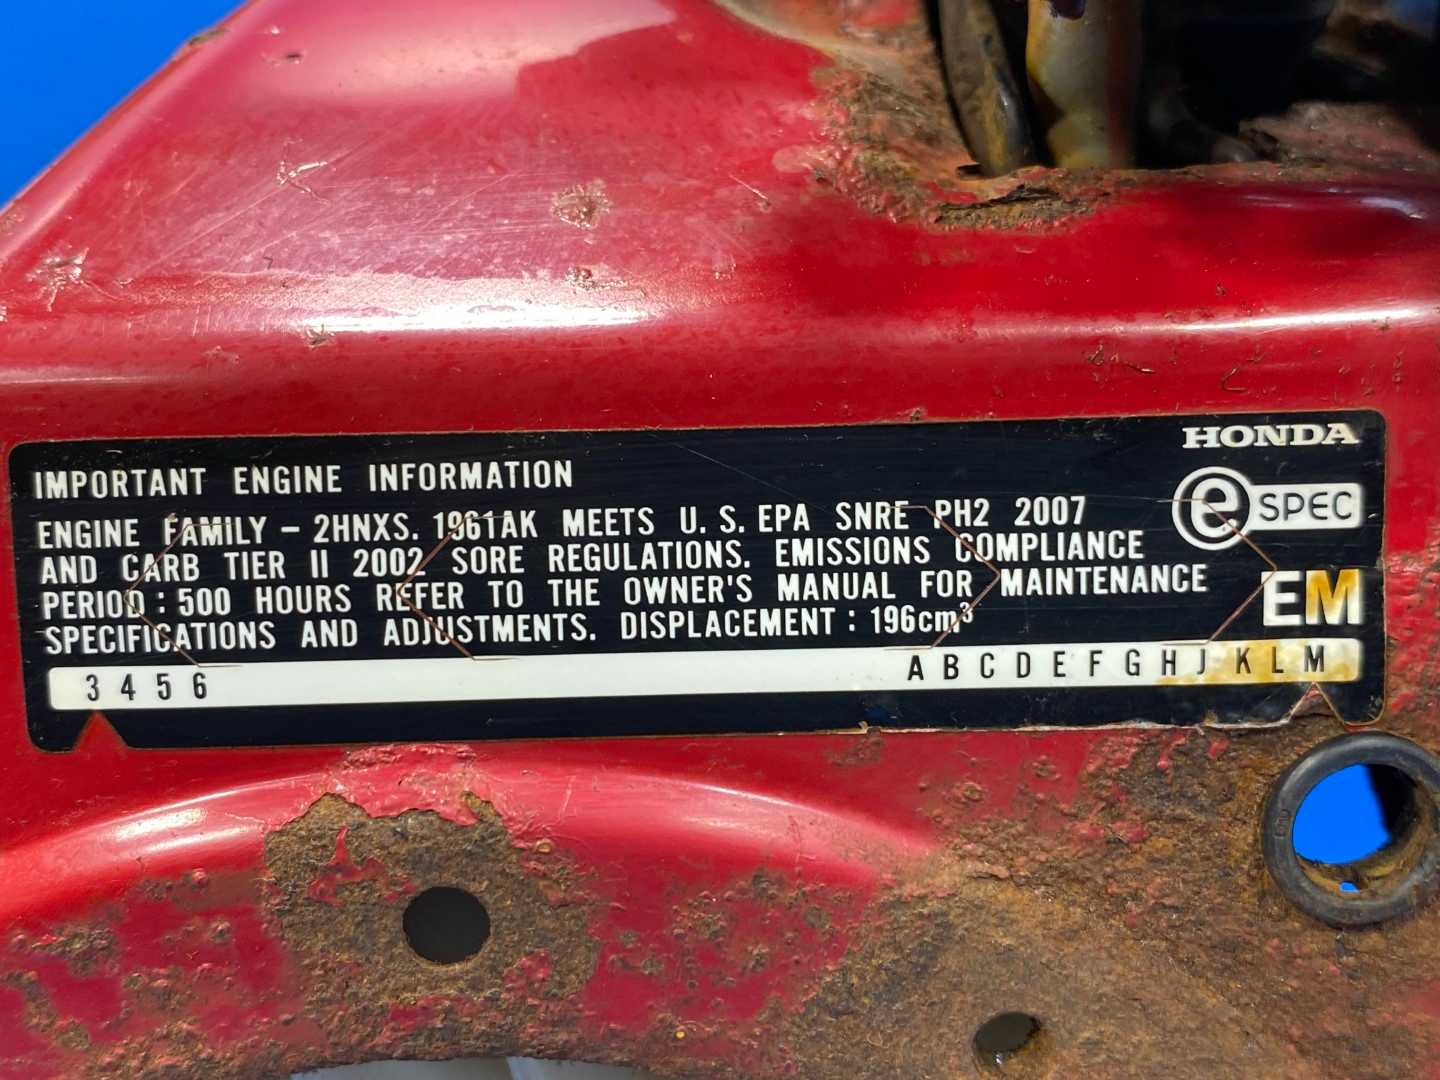 HONDA
IMPORTANT ENGINE INFORMATION
e SPEC
ENGINE FAMILY - 2HNXS. 1961AK MEETS U. S. EPA SNRE PH2 2007
AND CARB TIER II 2002 SORE REGULATIONS. EMISSIONS COMPLIANCE
PERIOD : 500 HOURS REFER TO THE OWNER'S MANUAL FOR MAINTENANCE
SPECIFICATIONS AND ADJUSTMENTS. DISPLACEMENT : 196cm³
EM
3 4 5 6 A B C D E F G H J K L M